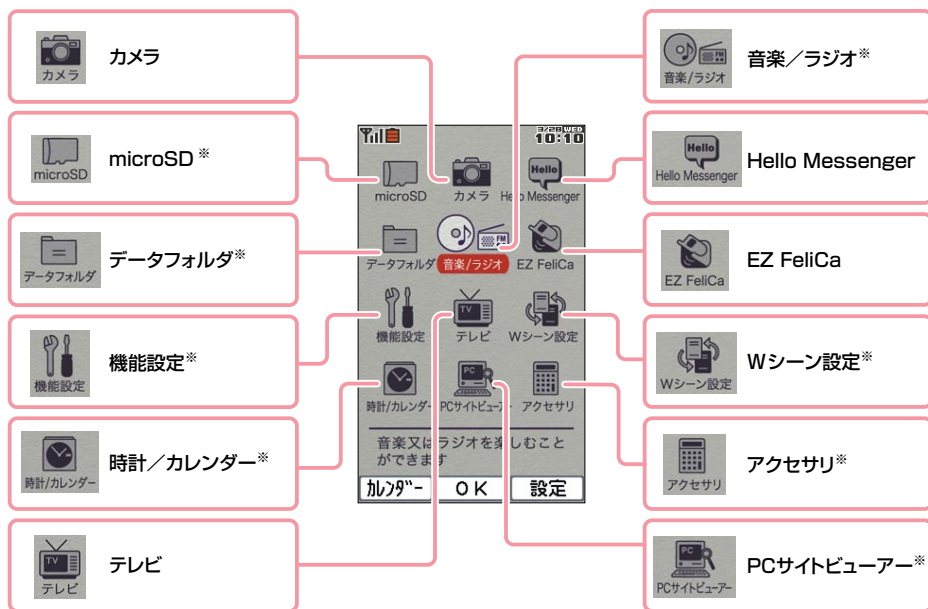 カメラ
カメラ
microSD
microSD※
データフォルダ
データフォルダ※
機能設定
機能設定※
時計/カレンダー
時計／カレンダー※
TV
テレビ
テレビ
3/28 WED
10:10
Hello
microSD カメラ Hello Messenger
FM
データフォルダ 音楽/ラジオ EZ FeliCa
TV
機能設定 テレビ Wシーン設定
PC
時計/カレンダー PCサイトビューアー アクセサリ
音楽又はラジオを楽しむこと
ができます
カレンダー OK 設定
音楽/ラジオ
音楽／ラジオ※
Hello
Hello Messenger
Hello Messenger
EZ FeliCa
EZ FeliCa
Wシーン設定
Wシーン設定※
アクセサリ
アクセサリ※
PC
PCサイトビューアー
PCサイトビューアー※